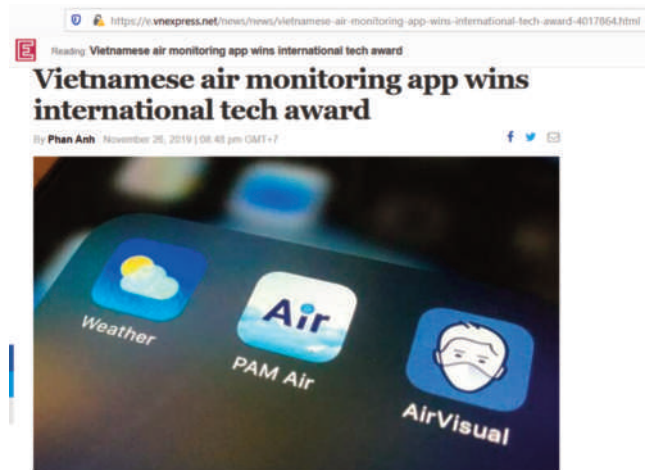 https://e.vnexpress.net/news/news/vietnamese-air-monitoring-app-wins-international-tech-award-4017864.html
E Reading: Vietnamese air monitoring app wins international tech award
Vietnamese air monitoring app wins
international tech award
By Phan Anh November 26, 2019 | 08:48 pm GMT+7
Weather
Air
PAM Air
AirVisual